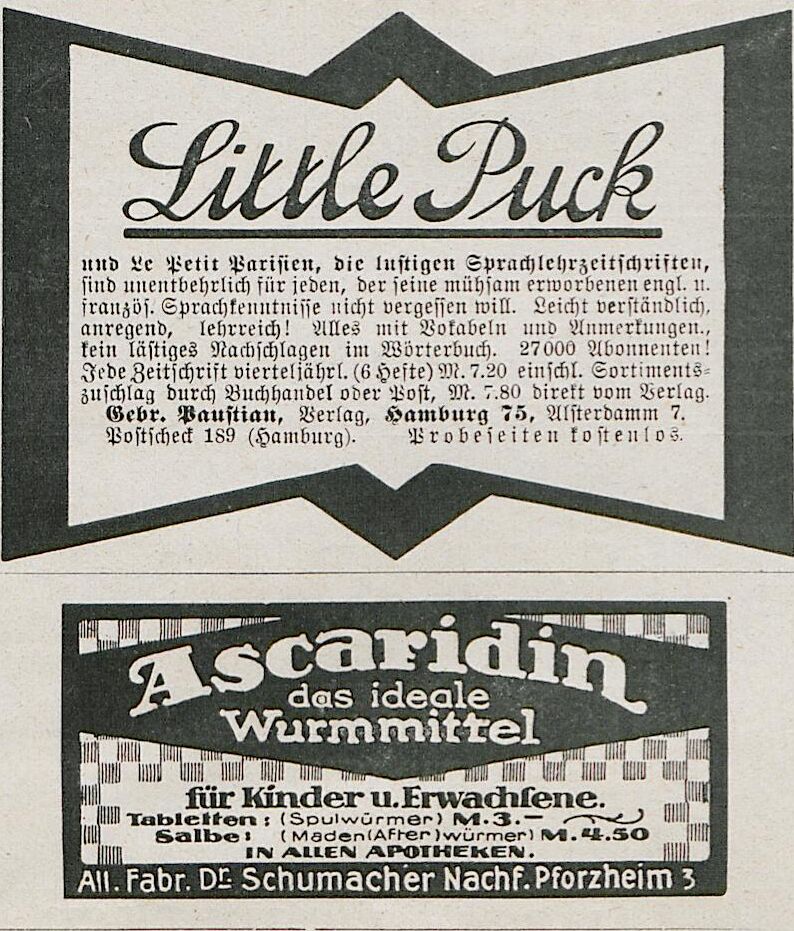 Little Puck
und Le Petit Parisien, die lustigen Sprachlehrzeitschriften,
sind unentbehrlich für jeden, der seine mühsam erworbenen engl. u.
französ. Sprachkenntnisse nicht vergessen will. Leicht verständlich,
anregend, lehrreich! Alles mit Vokabeln und Anmerkungen.,
kein lästiges Nachschlagen im Wörterbuch. 27000 Abonnenten!
Jede Zeitschrift vierteljährl. (6 Hefte) M. 7.20 einschl. Sortiments-
zuschlag durch Buchhandel oder Post, M. 7.80 direkt vom Verlag.
Gebr. Paustian, Verlag, Hamburg 75, Alsterdamm 7.
Postscheck 189 (Hamburg). Probeseiten kostenlos.
Ascaridin
das ideale
Wurmmittel
für Kinder u. Erwachsene.
Tabletten: (Spulwürmer) M. 3.–
Salbe: (Maden(After)würmer) M. 4.50
IN ALLEN APOTHEKEN.
All. Fabr. Dr. Schumacher Nachf. Pforzheim 3